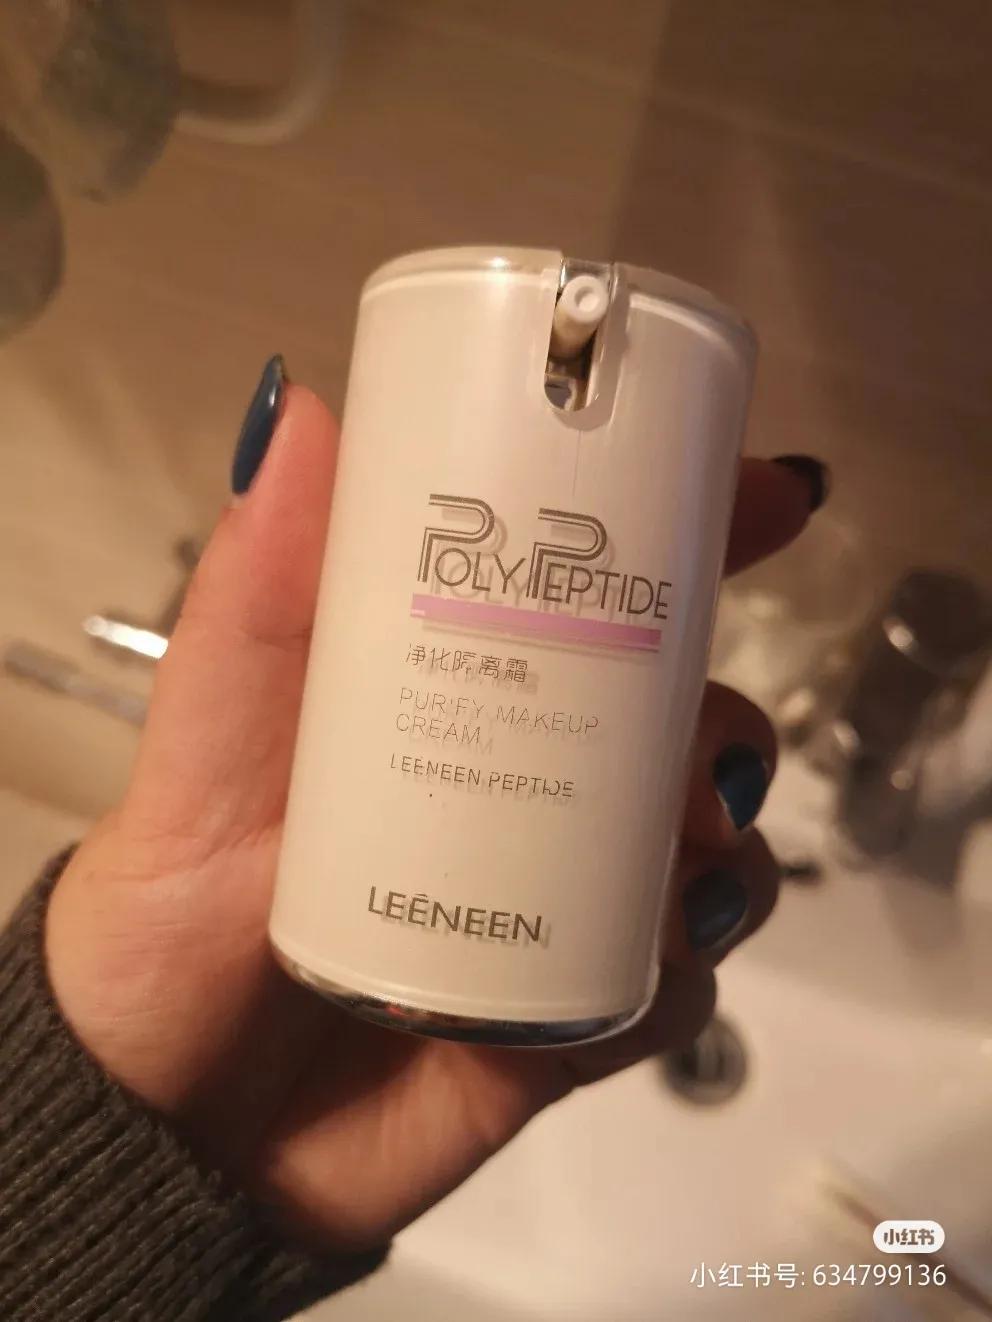 POLYPEPTIDE
净化隔离霜
PURIFY MAKEUP
CREAM
LEENEEN PEPTIDE
LEĒNEEN
小红书
小红书号: 634799136